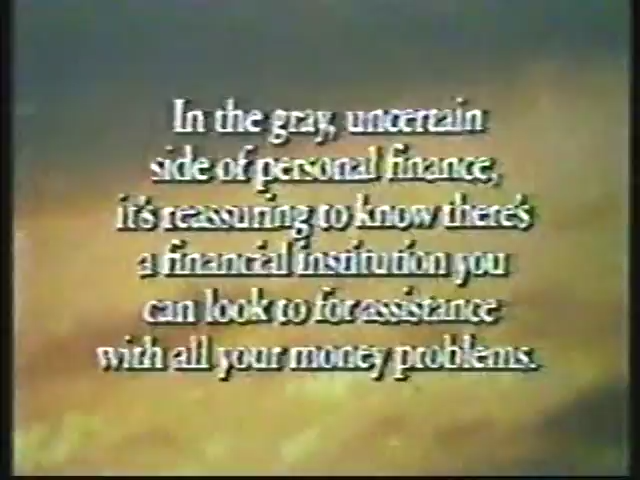 In the gray, uncertain
side of personal finance,
it's reassuring to know there's
a financial institution you
can look to for assistance
with all your money problems.